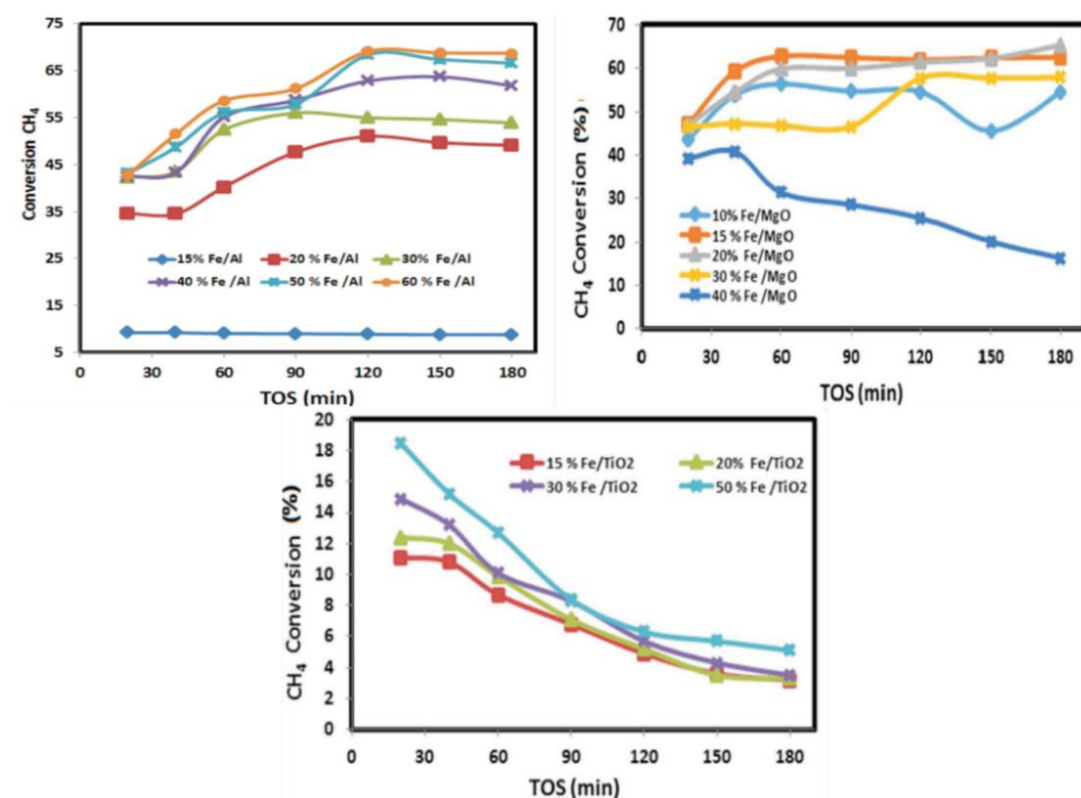 75
65
55
45
35
25
15
5
Conversion CH4
15% Fe/Al 20 % Fe/Al 30% Fe/Al
40 % Fe /Al 50 % Fe /Al 60 % Fe /Al
0 30 60 90 120 150 180
TOS (min)
70
60
50
40
30
20
10
0
CH4 Conversion (%)
10% Fe/MgO
15 % Fe/MgO
20% Fe/MgO
30 % Fe /MgO
40 % Fe /MgO
0 30 60 90 120 150 180
TOS (min)
20
18
16
14
12
10
8
6
4
2
0
CH4 Conversion (%)
15 % Fe/TiO2 20% Fe/TiO2
30 % Fe /TiO2 50 % Fe /TiO2
0 30 60 90 120 150 180
TOS (min)